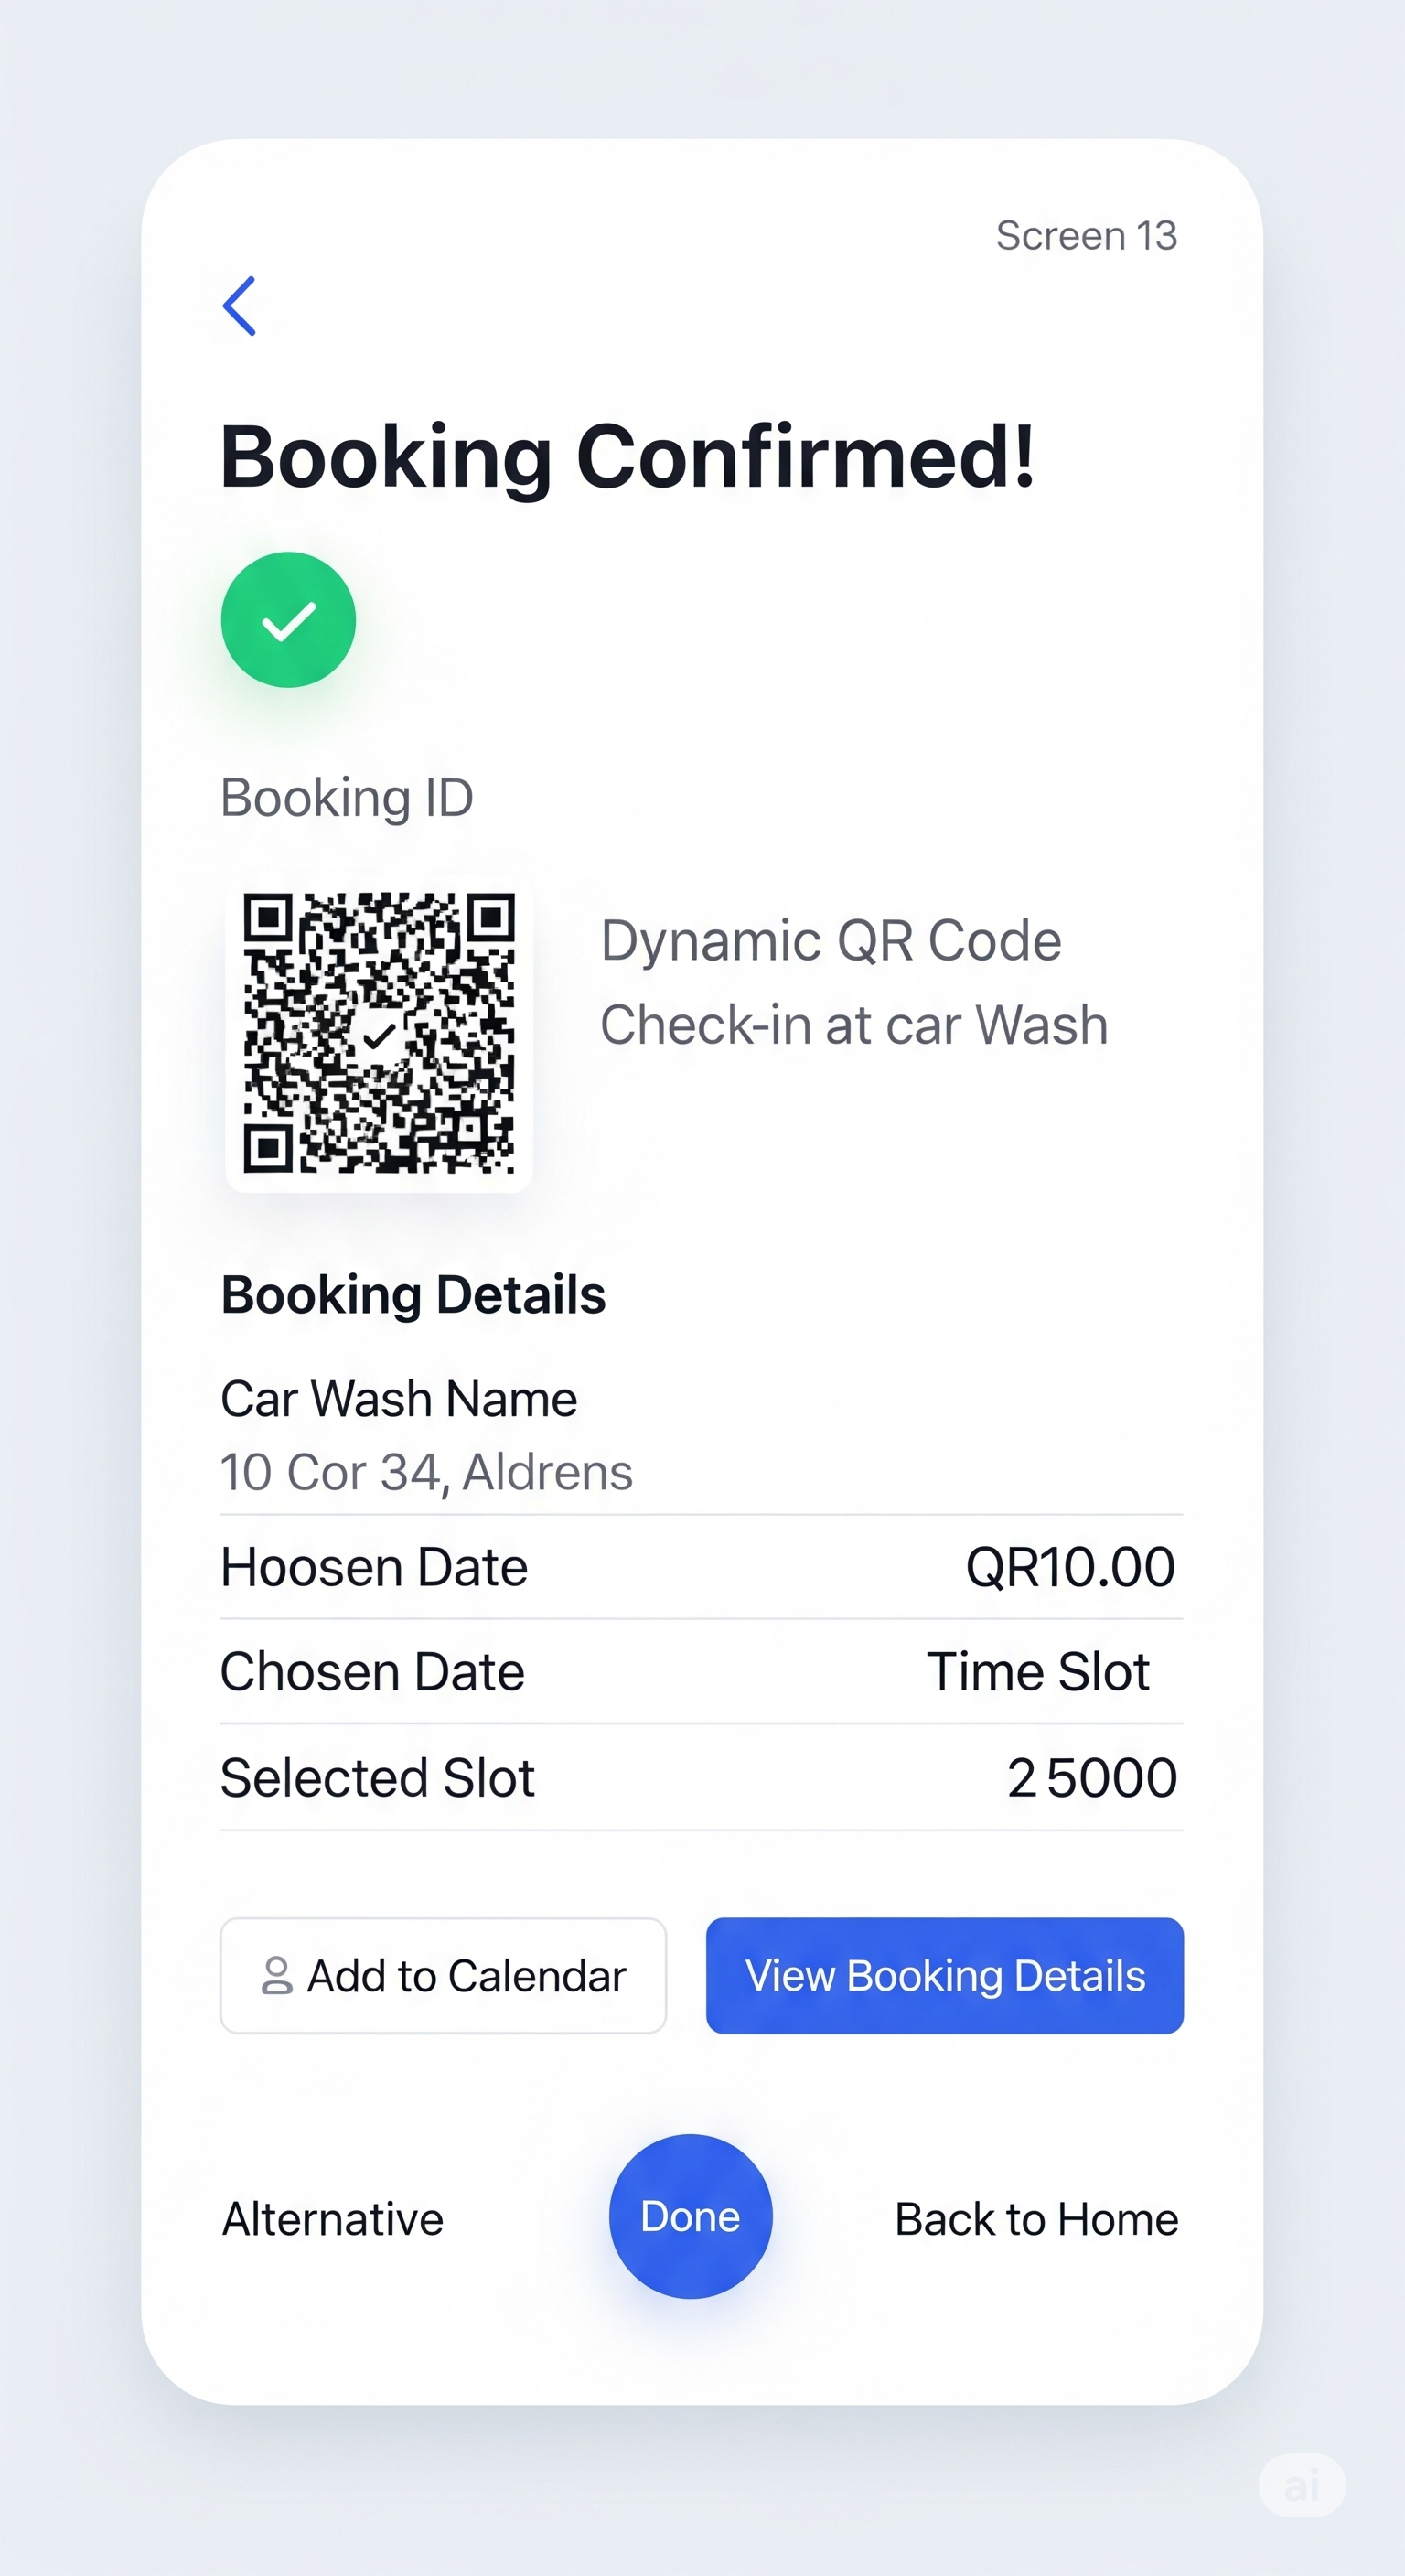 Screen 13
Booking Confirmed!
Booking ID
Dynamic QR Code
Check-in at car Wash
Booking Details
Car Wash Name
10 Cor 34, Aldrens
Hoosen Date QR10.00
Chosen Date Time Slot
Selected Slot 2 5000
Add to Calendar View Booking Details
Alternative Done Back to Home
ai